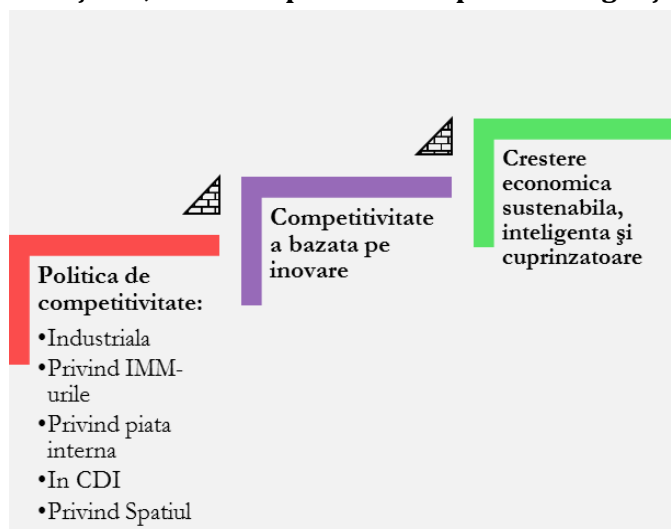 Politica de
competitivitate:
•Industriala
•Privind IMM-
urile
•Privind piata
interna
•In CDI
•Privind Spatiul
Competitivitate
a bazata pe
inovare
Crestere
economica
sustenabila,
inteligenta şi
cuprinzatoare